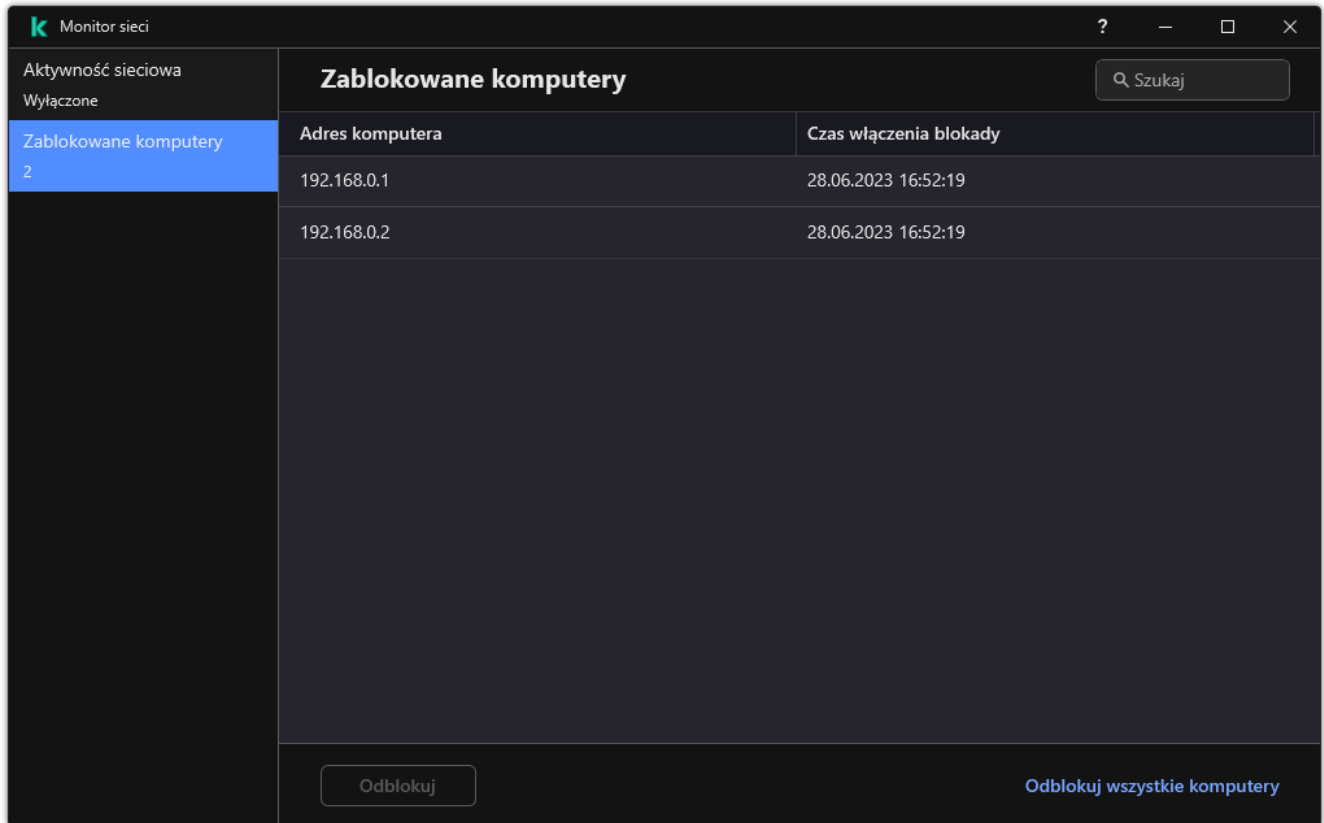 Monitor sieci
?
Aktywność sieciowa
Wyłączone
Zablokowane komputery
2
Zablokowane komputery
Szukaj
Adres komputera Czas włączenia blokady
192.168.0.1 28.06.2023 16:52:19
192.168.0.2 28.06.2023 16:52:19
Odblokuj
Odblokuj wszystkie komputery